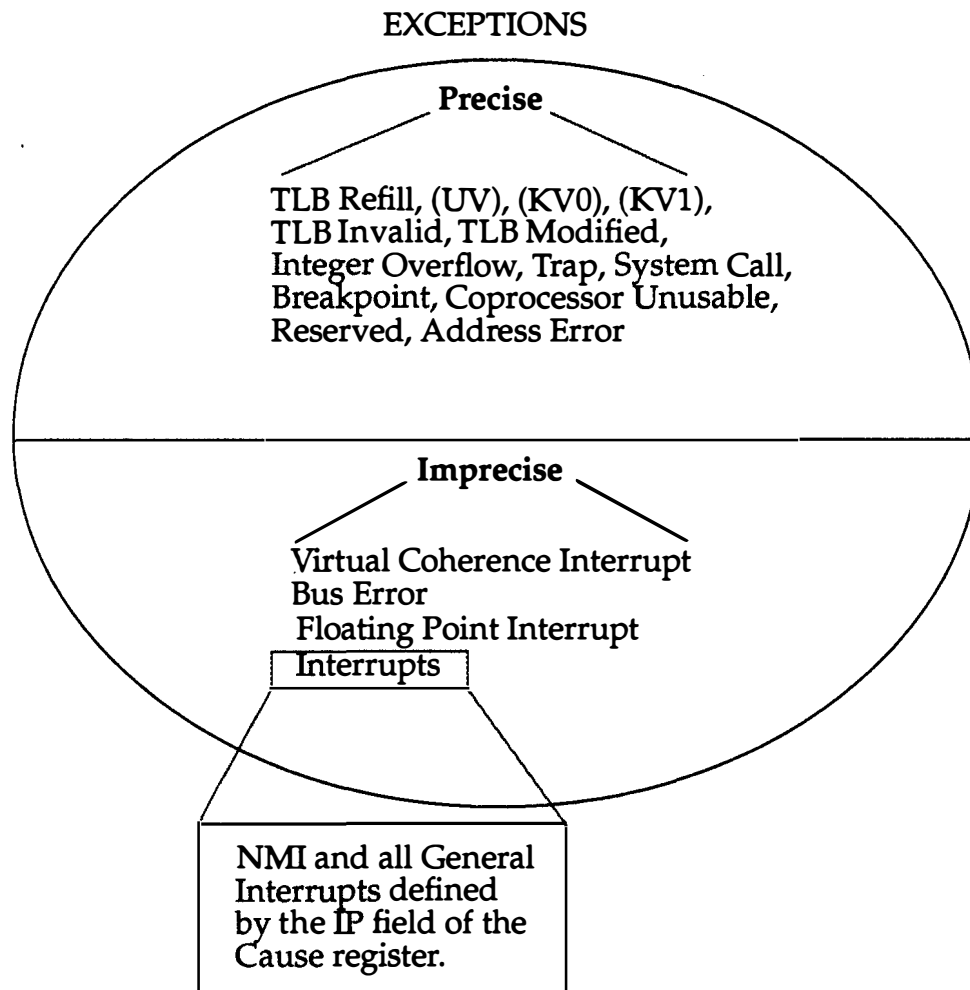 EXCEPTIONS
Precise
TLB Refill, (UV), (KV0), (KV1),
TLB Invalid, TLB Modified,
Integer Overflow, Trap, System Call,
Breakpoint, Coprocessor Unusable,
Reserved, Address Error
Imprecise
Virtual Coherence Interrupt
Bus Error
Floating Point Interrupt
Interrupts
NMI and all General
Interrupts defined
by the IP field of the
Cause register.